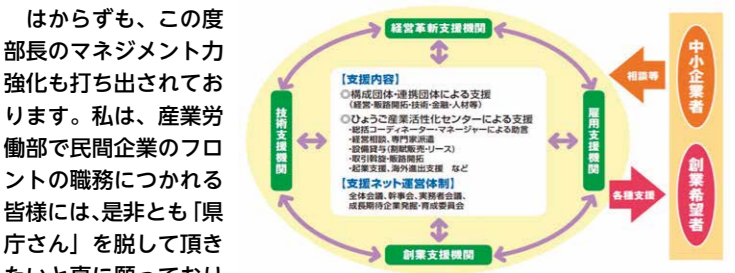 はからずも、この度
部長のマネジメント力
強化も打ち出されてお
ります。私は、産業労
働部で民間企業のフロ
ントの職務につかれる
皆様には、是非とも「県
庁さん」を脱して頂き
たいと真に願っており
経営革新支援機関
技術支援機関
【支援内容】
◎構成団体・連携団体による支援
(経営・販路開拓・技術・金融・人材等)
◎ひょうご産業活性化センターによる支援
・総括コーディネーター・マネージャーによる助言
・経営相談、専門家派遣
・設備貸与(割賦販売・リース)
・取引斡旋・販路開拓
・起業支援、海外進出支援 など
【支援ネット運営体制】
全体会議、幹事会、実務者会議、
成長期待企業発掘・育成委員会
雇用支援機関
創業支援機関
相談等
各種支援
中小企業者
創業希望者